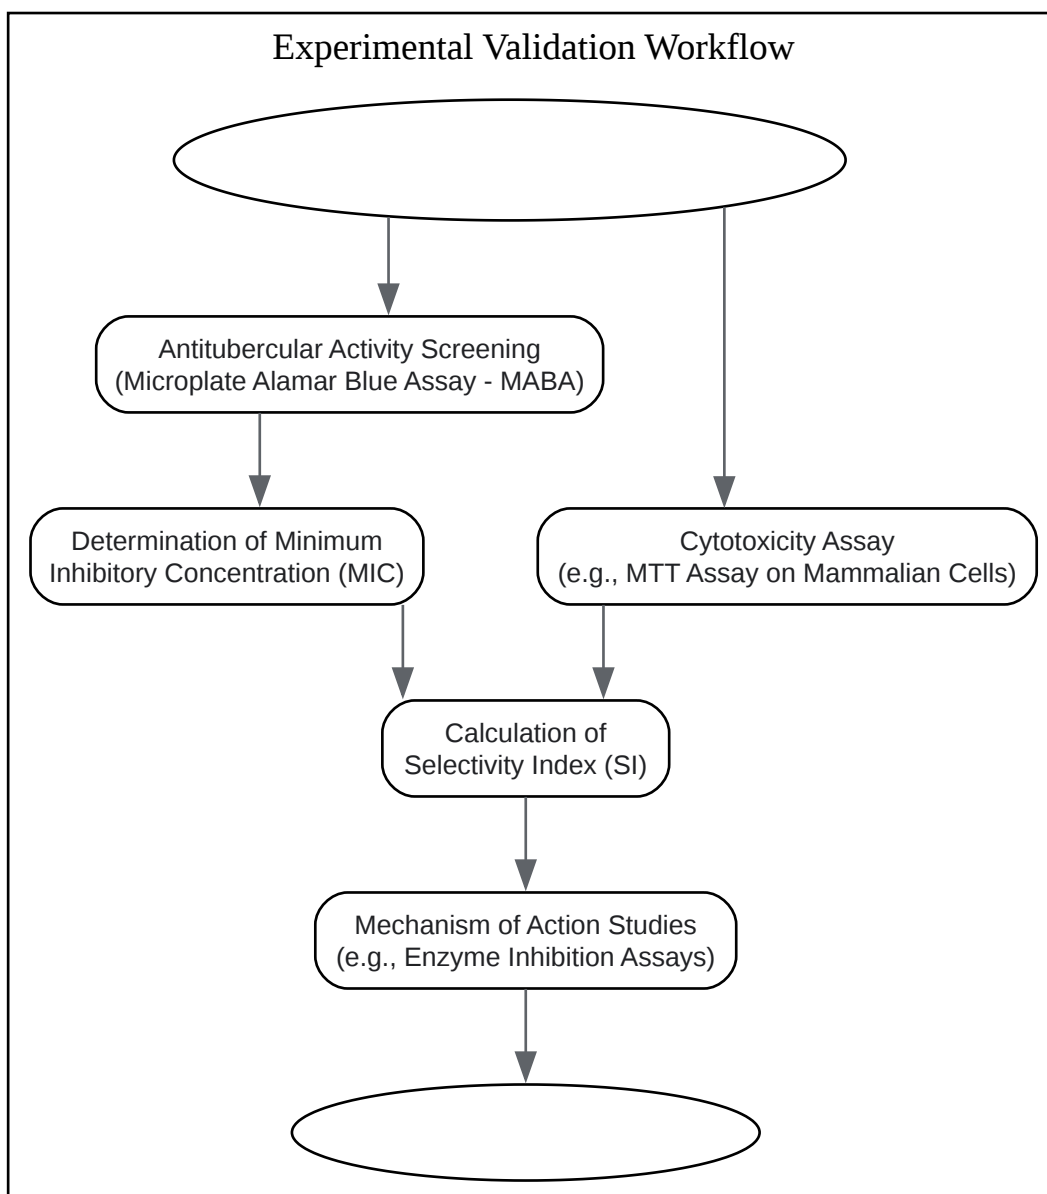 Experimental Validation Workflow
Antitubercular Activity Screening
(Microplate Alamar Blue Assay - MABA)
Determination of Minimum
Inhibitory Concentration (MIC)
Cytotoxicity Assay
(e.g., MTT Assay on Mammalian Cells)
Calculation of
Selectivity Index (SI)
Mechanism of Action Studies
(e.g., Enzyme Inhibition Assays)